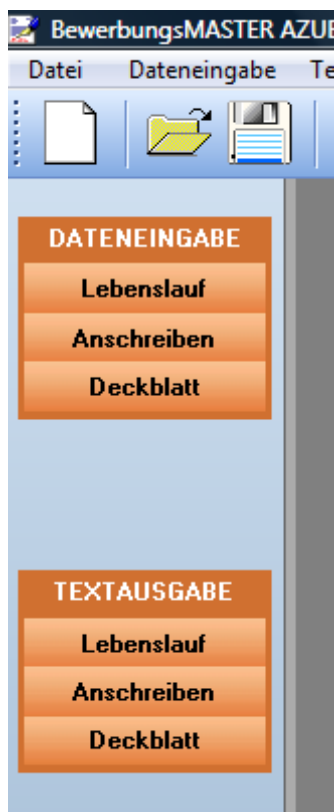 BewerbungsMASTER AZUB
Datei Dateneingabe Te
DATENEINGABE
Lebenslauf
Anschreiben
Deckblatt
TEXTAUSGABE
Lebenslauf
Anschreiben
Deckblatt